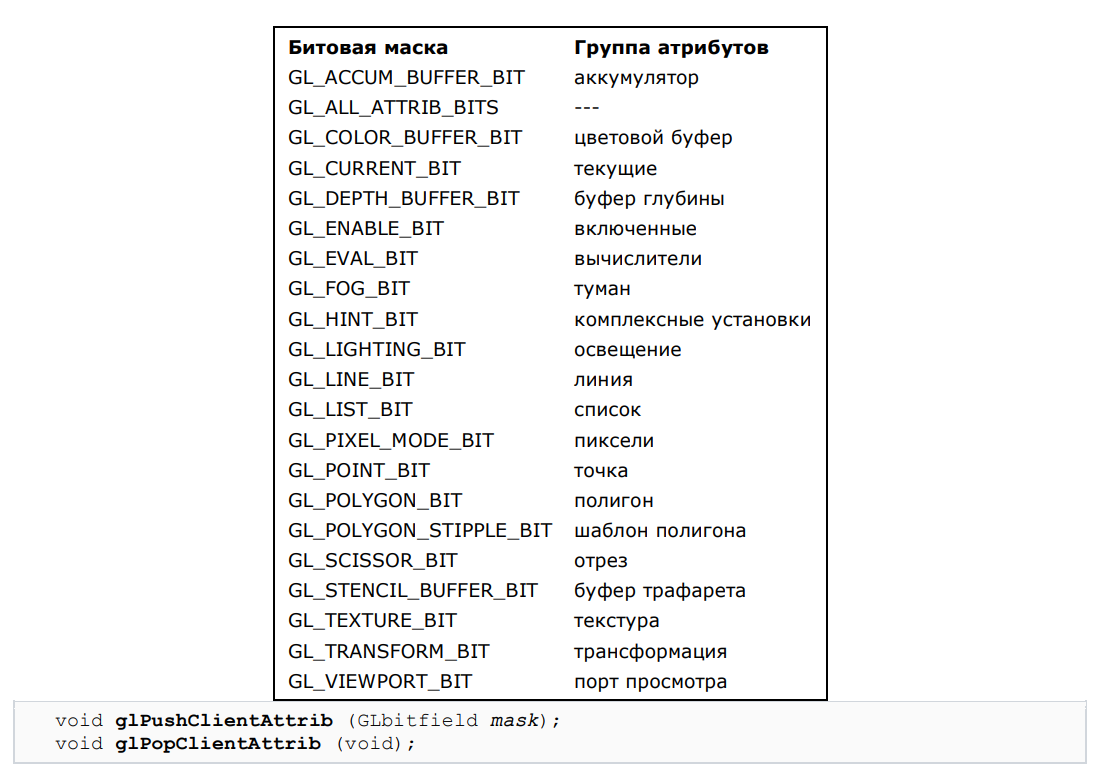 Битовая маска Группа атрибутов
GL_ACCUM_BUFFER_BIT аккумулятор
GL_ALL_ATTRIB_BITS ---
GL_COLOR_BUFFER_BIT цветовой буфер
GL_CURRENT_BIT текущие
GL_DEPTH_BUFFER_BIT буфер глубины
GL_ENABLE_BIT включенные
GL_EVAL_BIT вычислители
GL_FOG_BIT туман
GL_HINT_BIT комплексные установки
GL_LIGHTING_BIT освещение
GL_LINE_BIT линия
GL_LIST_BIT список
GL_PIXEL_MODE_BIT пиксели
GL_POINT_BIT точка
GL_POLYGON_BIT полигон
GL_POLYGON_STIPPLE_BIT шаблон полигона
GL_SCISSOR_BIT отрез
GL_STENCIL_BUFFER_BIT буфер трафарета
GL_TEXTURE_BIT текстура
GL_TRANSFORM_BIT трансформация
GL_VIEWPORT_BIT порт просмотра
void glPushClientAttrib (GLbitfield mask);
void glPopClientAttrib (void);